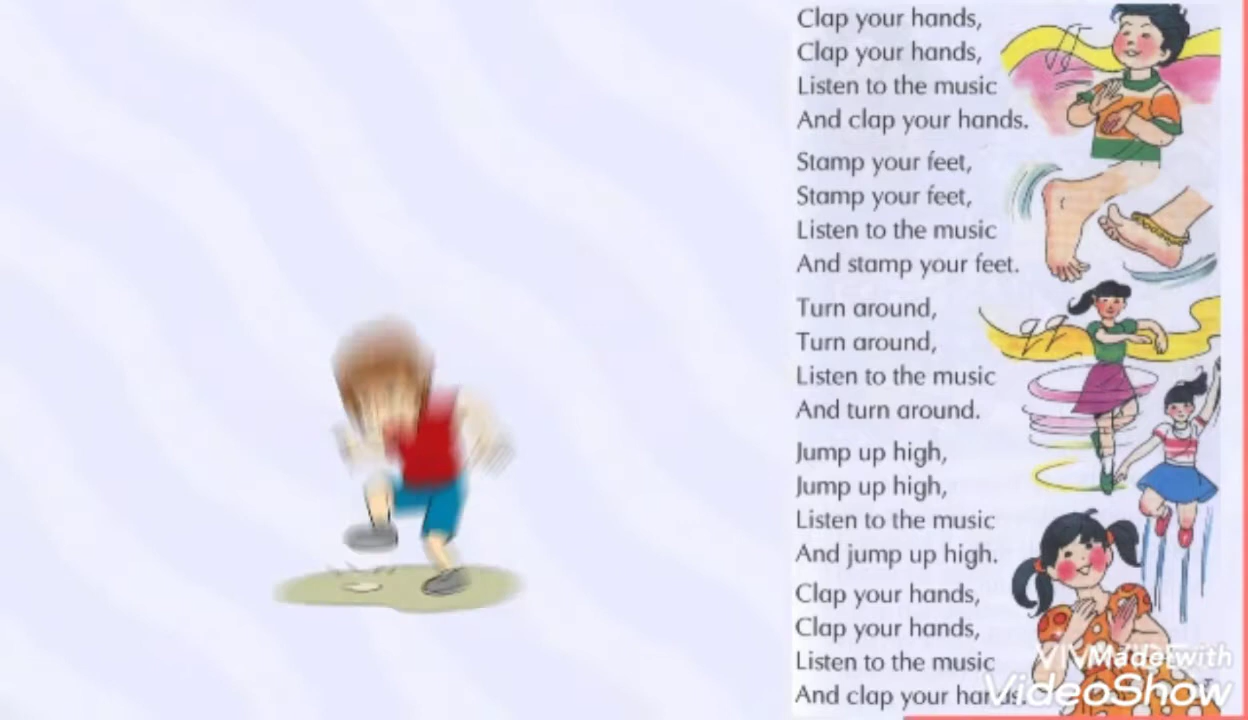 Clap your hands,
Clap your hands,
Listen to the music
And clap your hands.
Stamp your feet,
Stamp your feet,
Listen to the music
And stamp your feet.
Turn around,
Turn around,
Listen to the music
And turn around.
Jump up high,
Jump up high,
Listen to the music
And jump up high.
Clap your hands,
Clap your hands,
Listen to the music
And clap your hands.
Made with
VideoShow